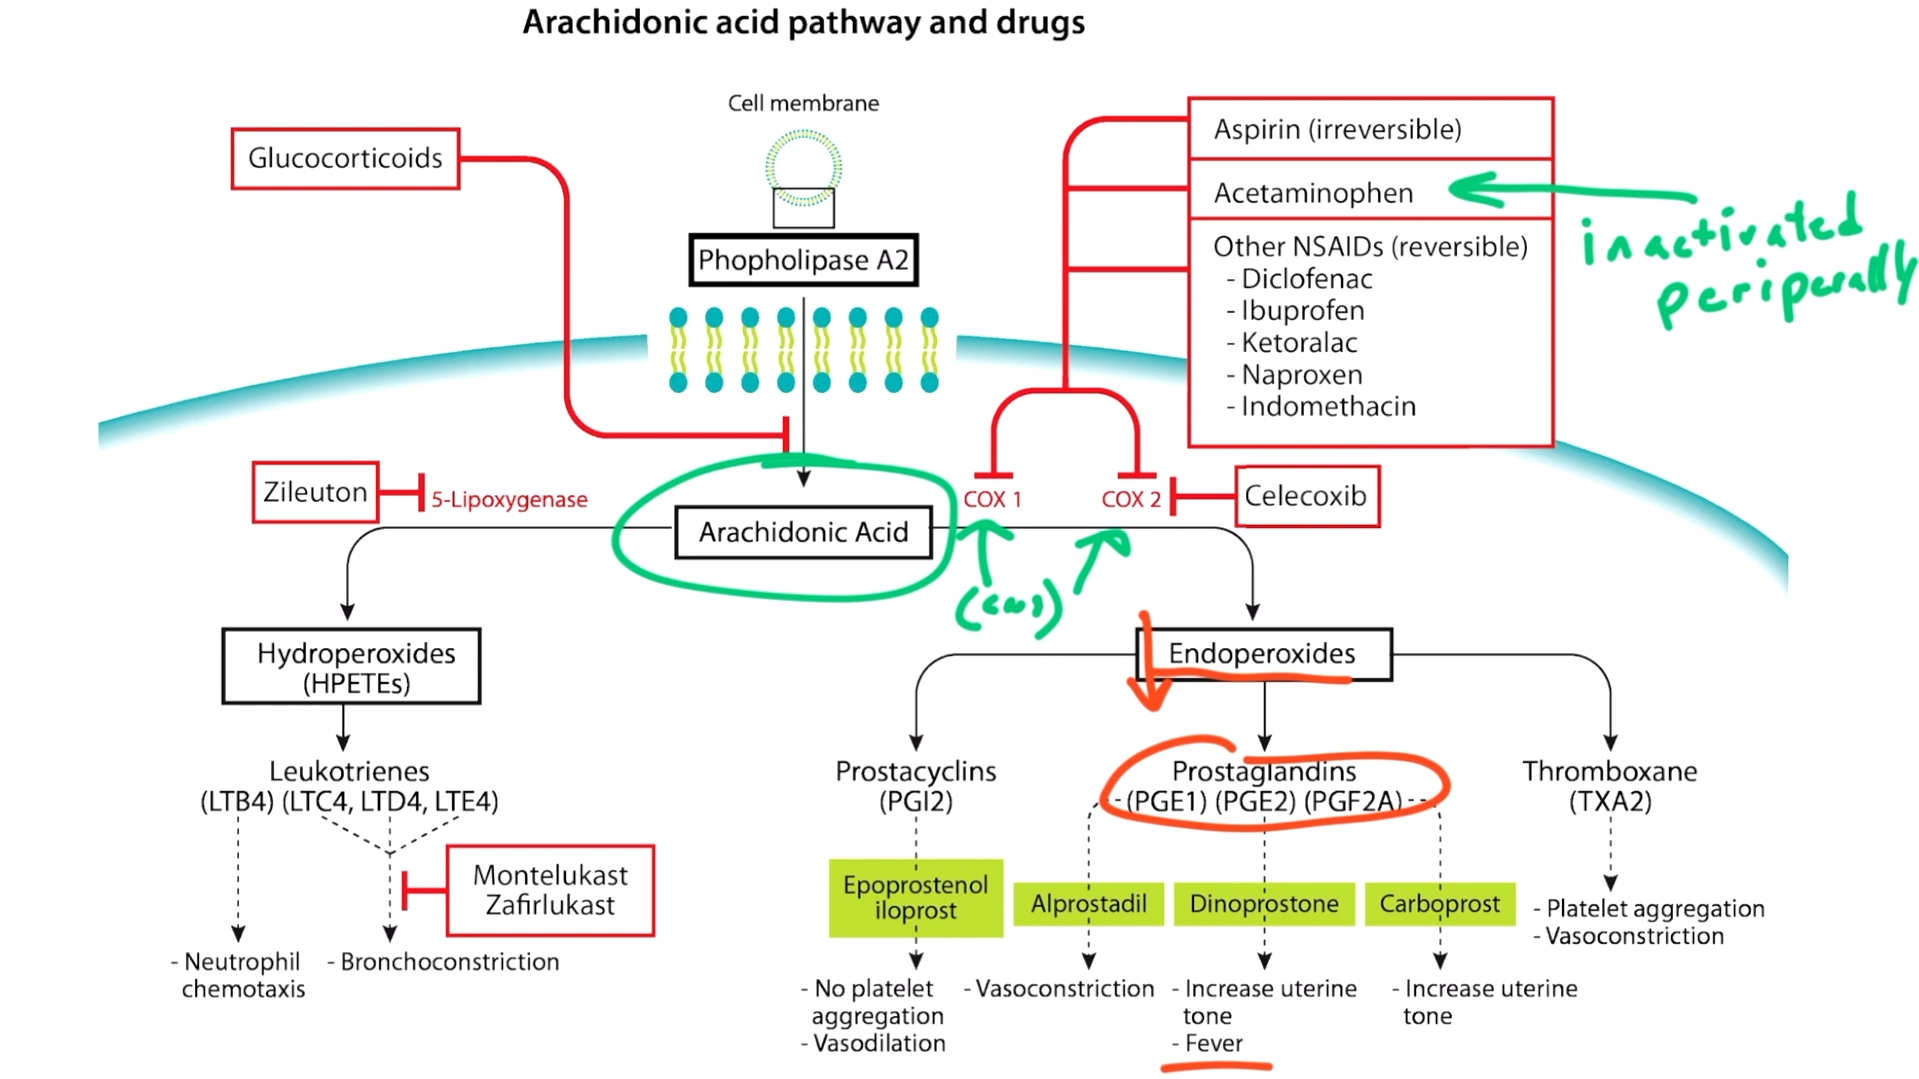 Arachidonic acid pathway and drugs
Cell membrane
Glucocorticoids
Phopholipase A2
Aspirin (irreversible)
Acetaminophen
inactivated
periperally
Other NSAIDs (reversible)
- Diclofenac
- Ibuprofen
- Ketoralac
- Naproxen
- Indomethacin
Zileuton
5-Lipoxygenase
Arachidonic Acid
COX 1
COX 2
Celecoxib
(CNS)
Hydroperoxides
(HPETEs)
Endoperoxides
Leukotrienes
(LTB4) (LTC4, LTD4, LTE4)
Prostacyclins
(PGI2)
Prostaglandins
(PGE1) (PGE2) (PGF2A)
Thromboxane
(TXA2)
Montelukast
Zafirlukast
Epoprostenol
iloprost
Alprostadil
Dinoprostone
Carboprost
- Neutrophil
chemotaxis
- Bronchoconstriction
- No platelet
aggregation
- Vasodilation
- Vasoconstriction
- Increase uterine
tone
- Fever
- Increase uterine
tone
- Platelet aggregation
- Vasoconstriction